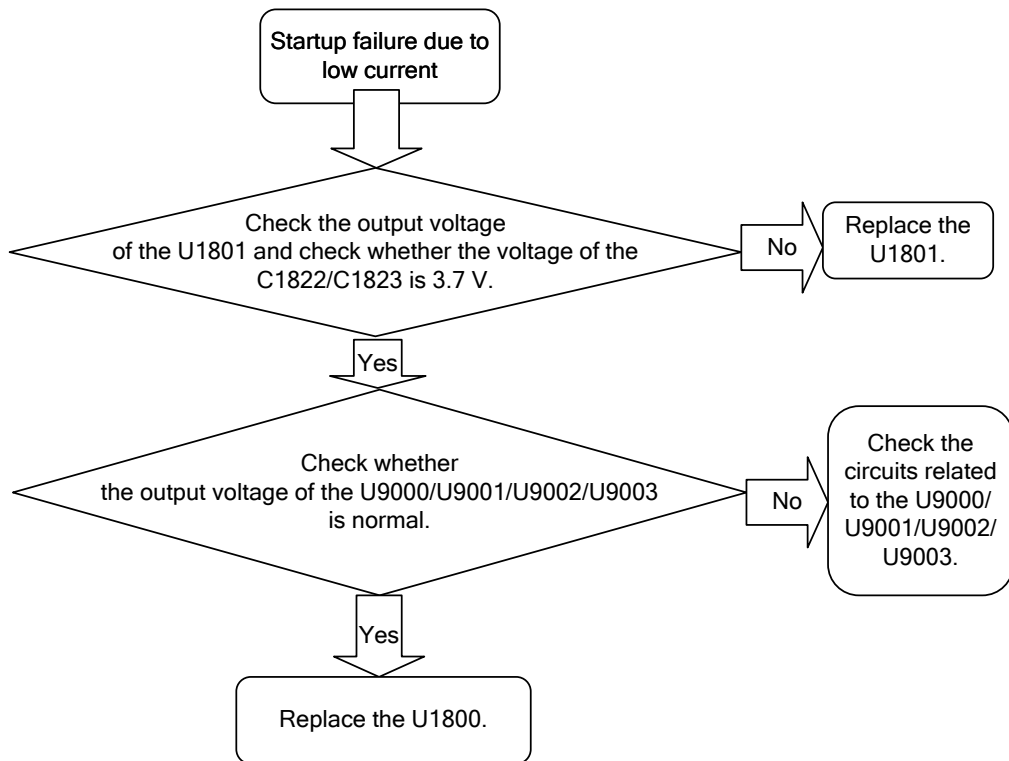 Startup failure due to
low current
Check the output voltage
of the U1801 and check whether the voltage of the
C1822/C1823 is 3.7 V.
No
Replace the
U1801.
Yes
Check whether
the output voltage of the U9000/U9001/U9002/U9003
is normal.
No
Check the
circuits related
to the U9000/
U9001/U9002/
U9003.
Yes
Replace the U1800.